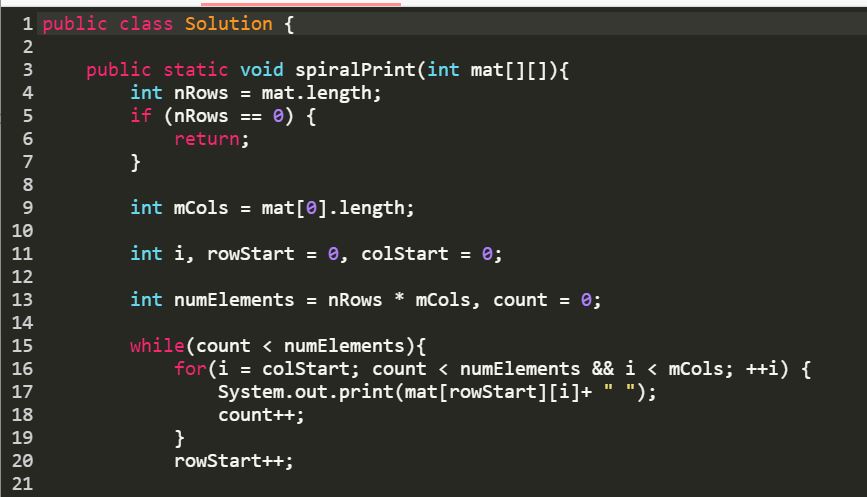 1 public class Solution {
2
3     public static void spiralPrint(int mat[][]){
4         int nRows = mat.length;
5         if (nRows == 0) {
6             return;
7         }
8
9         int mCols = mat[0].length;
10
11         int i, rowStart = 0, colStart = 0;
12
13         int numElements = nRows * mCols, count = 0;
14
15         while(count < numElements){
16             for(i = colStart; count < numElements && i < mCols; ++i) {
17                 System.out.print(mat[rowStart][i]+ " ");
18                 count++;
19             }
20             rowStart++;
21